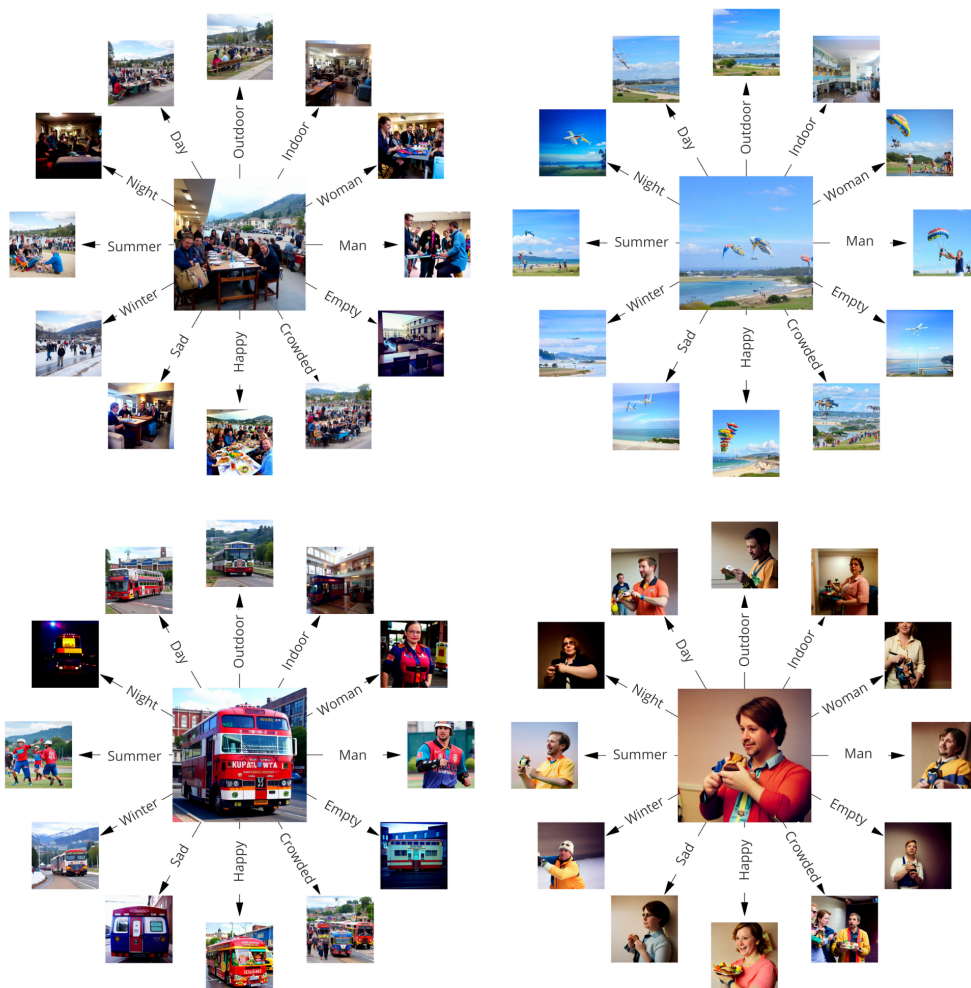 Outdoor
Day
Indoor
Night
Woman
Summer
Man
Winter
Empty
Sad
Happy
Crowded
Outdoor
Day
Indoor
Night
Woman
Summer
Man
Winter
Empty
Sad
Happy
Crowded
Outdoor
Day
Indoor
Night
Woman
Summer
Man
KUPATLOWTA
Winter
Empty
Sad
Happy
Crowded
Outdoor
Day
Indoor
Night
Woman
Summer
Man
Winter
Empty
Sad
Happy
Crowded